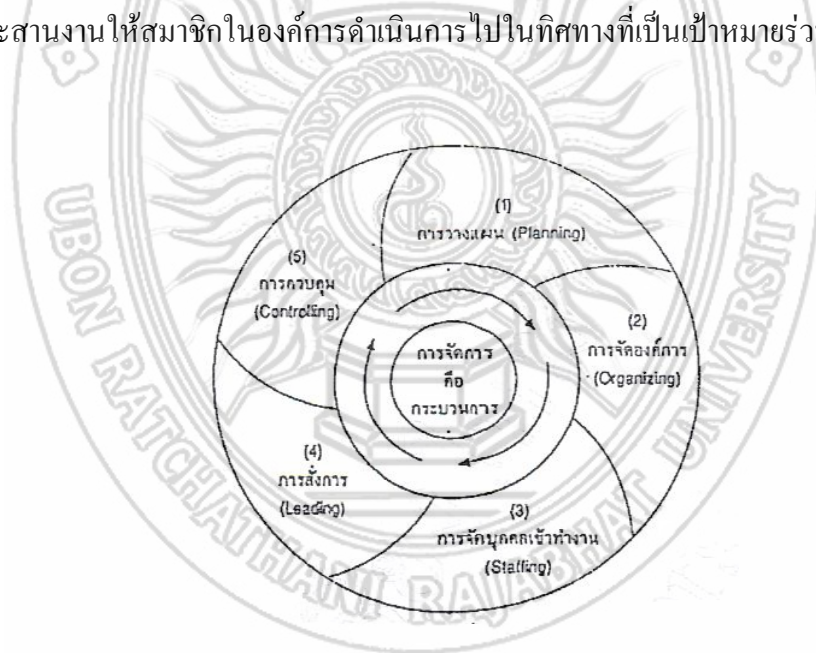 ะสานงานให้สมาชิกในองค์การดำเนินการไปในทิศทางที่เป็นเป้าหมายร่ว
(1)
การวางแผน (Planning)
(2)
การจัดองค์การ
(Organizing)
(3)
การจัดบุคคลเข้าทำงาน
(Staffing)
(4)
การสั่งการ
(Leading)
(5)
การควบคุม
(Controlling)
การจัดการ
คือ
กระบวนการ
UBON RATCHATHANI RAJABHAT UNIVERSITY